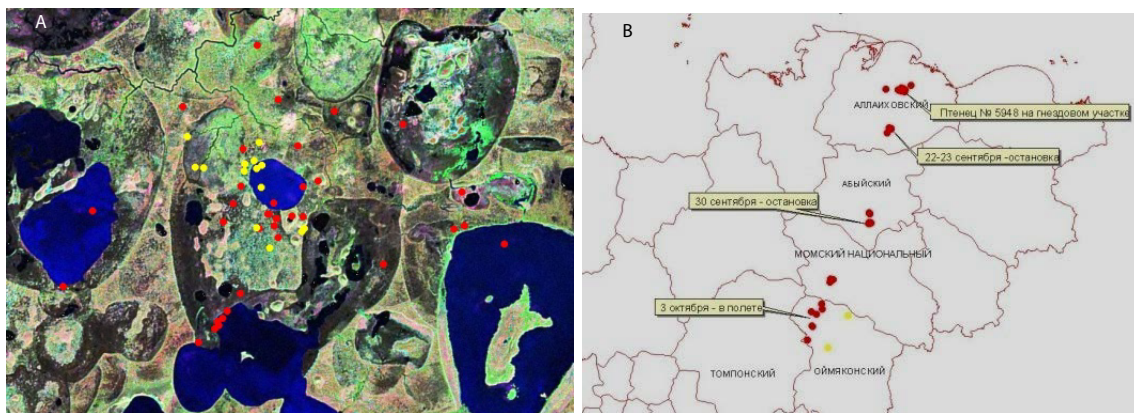 A
B
АЛЛАИХОВСКИЙ
Птенец № 5948 на гнездовом участке
22-23 сентября -остановка
АБЫЙСКИЙ
30 сентября - остановка
МОМСКИЙ НАЦИОНАЛЬНЫЙ
3 октября - в полете
ТОМПОНСКИЙ
ОЙМЯКОНСКИЙ